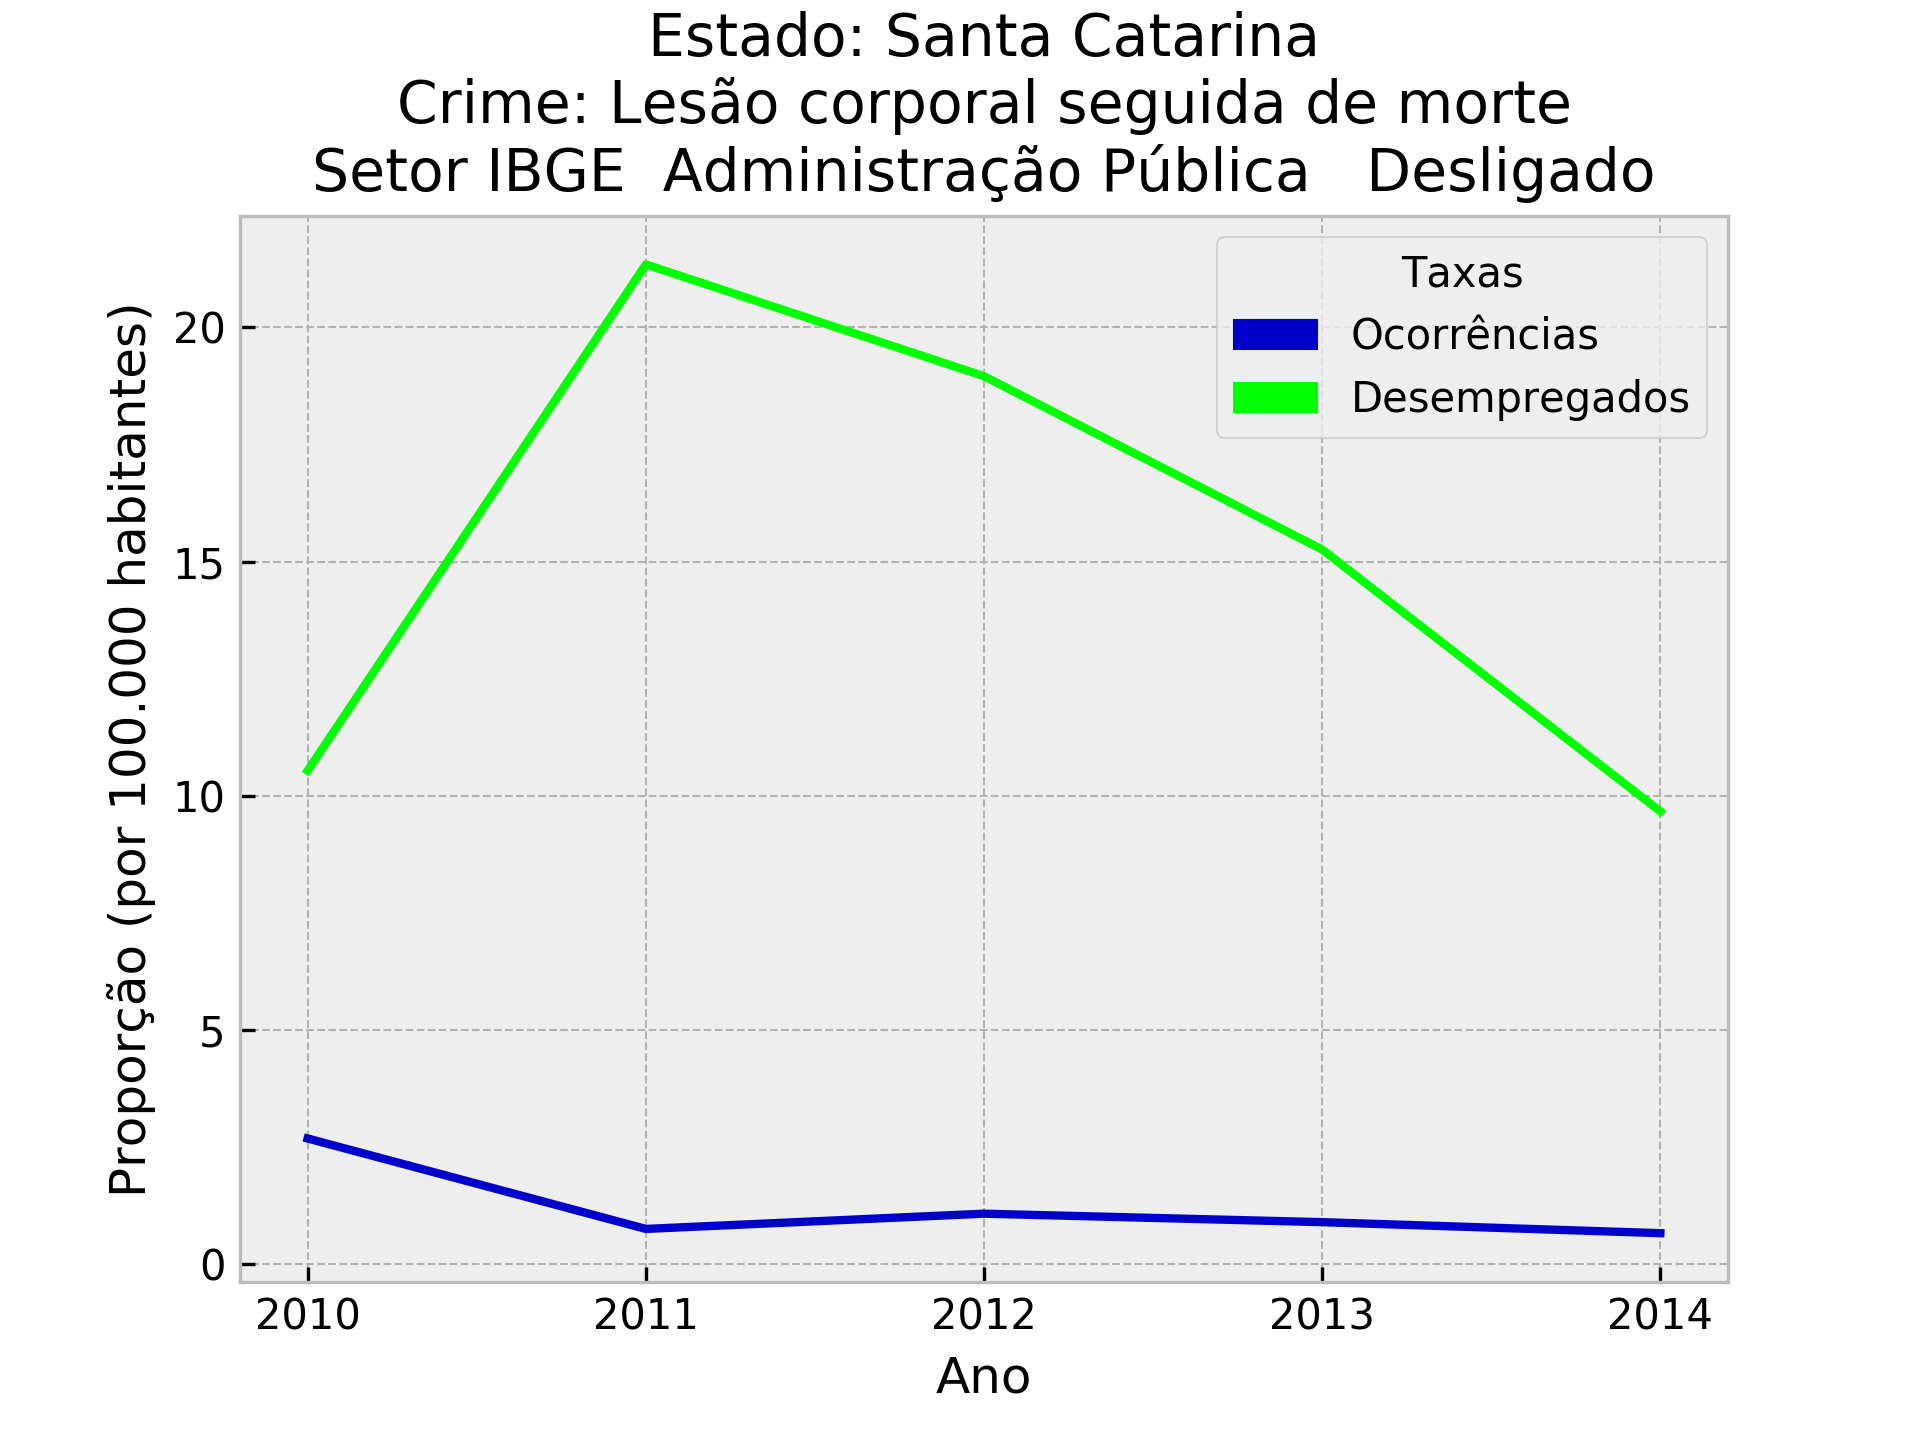 Estado: Santa Catarina
Crime: Lesão corporal seguida de morte
Setor IBGE  Administração Pública   Desligado
Taxas
Ocorrências
Desempregados
Proporção (por 100.000 habitantes)
20
15
10
5
0
2010 2011 2012 2013 2014
Ano